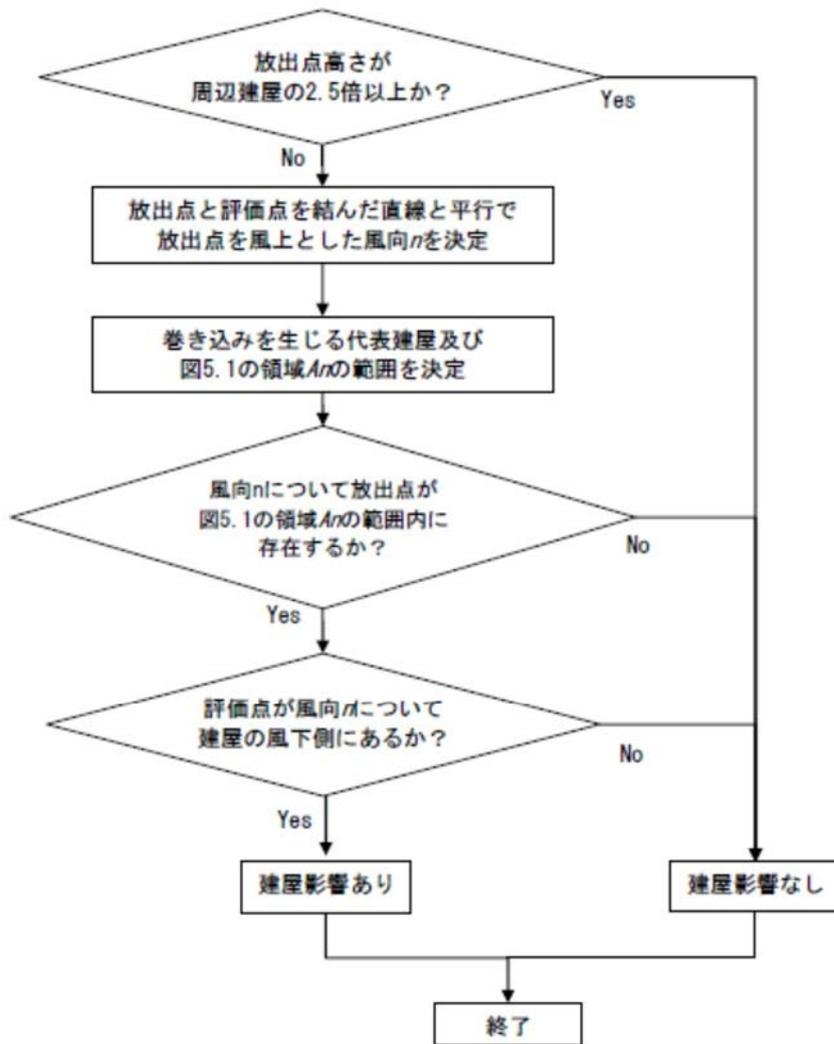 放出点高さが
周辺建屋の2.5倍以上か？
Yes
No
放出点と評価点を結んだ直線と平行で
放出点を風上とした風向nを決定
巻き込みを生じる代表建屋及び
図5.1の領域Anの範囲を決定
風向nについて放出点が
図5.1の領域Anの範囲内に
存在するか？
No
Yes
評価点が風向nについて
建屋の風下側にあるか？
No
Yes
建屋影響あり
建屋影響なし
終了